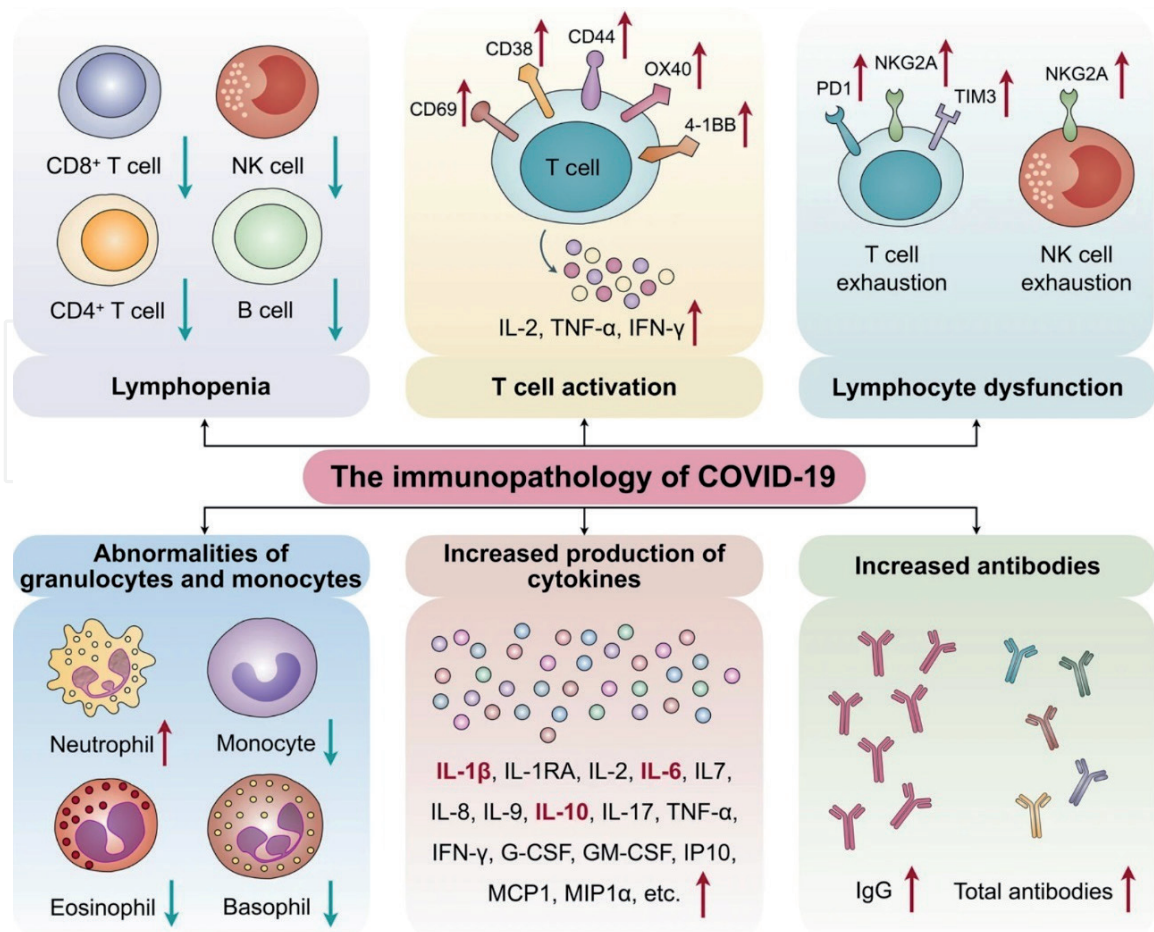 CD8⁺ T cell
NK cell
CD4⁺ T cell
B cell
Lymphopenia
CD69
CD38
CD44
OX40
4-1BB
T cell
IL-2, TNF-α, IFN-γ
T cell activation
PD1
NKG2A
TIM3
T cell
exhaustion
NKG2A
NK cell
exhaustion
Lymphocyte dysfunction
The immunopathology of COVID-19
Abnormalities of
granulocytes and monocytes
Neutrophil
Monocyte
Eosinophil
Basophil
Increased production of
cytokines
IL-1β, IL-1RA, IL-2, IL-6, IL7,
IL-8, IL-9, IL-10, IL-17, TNF-α,
IFN-γ, G-CSF, GM-CSF, IP10,
MCP1, MIP1α, etc.
Increased antibodies
IgG
Total antibodies